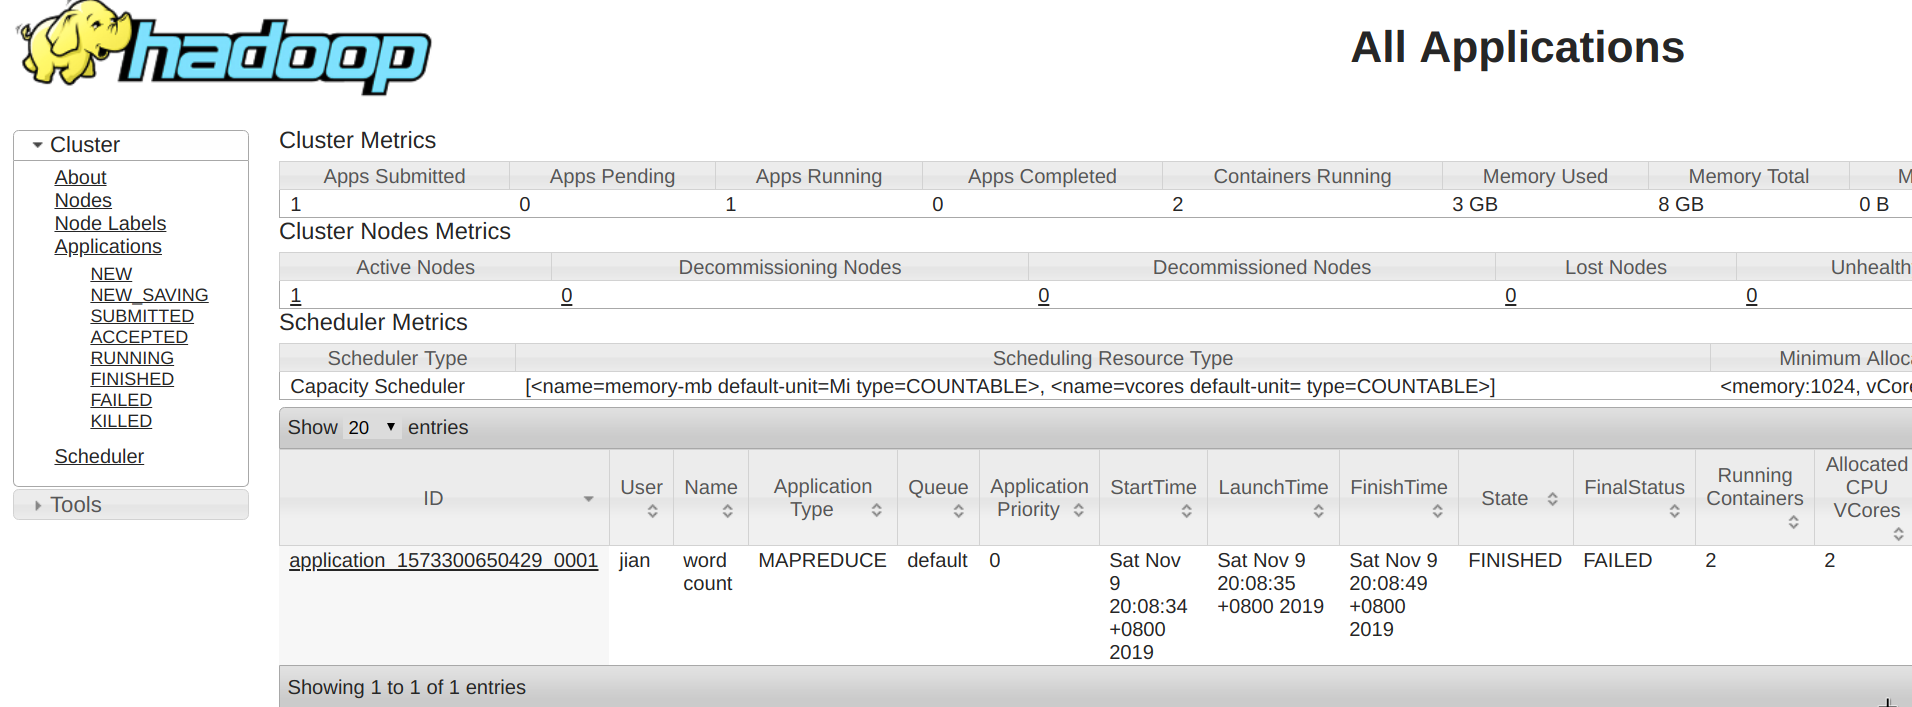 hadoop
All Applications
Cluster
About
Nodes
Node Labels
Applications
NEW
NEW_SAVING
SUBMITTED
ACCEPTED
RUNNING
FINISHED
FAILED
KILLED
Scheduler
Tools
Cluster Metrics
Apps Submitted Apps Pending Apps Running Apps Completed Containers Running Memory Used Memory Total M
1 0 1 0 2 3 GB 8 GB 0 B
Cluster Nodes Metrics
Active Nodes Decommissioning Nodes Decommissioned Nodes Lost Nodes Unhealth
1 0 0 0 0
Scheduler Metrics
Scheduler Type Scheduling Resource Type Minimum Alloc
Capacity Scheduler [<name=memory-mb default-unit=Mi type=COUNTABLE>, <name=vcores default-unit= type=COUNTABLE>] <memory:1024, vCore
Show 20 entries
ID User Name Application Type Queue Application Priority StartTime LaunchTime FinishTime State FinalStatus Running Containers Allocated CPU VCores
application_1573300650429_0001 jian word count MAPREDUCE default 0 Sat Nov 9 20:08:34 +0800 2019 Sat Nov 9 20:08:35 +0800 2019 Sat Nov 9 20:08:49 +0800 2019 FINISHED FAILED 2 2
Showing 1 to 1 of 1 entries